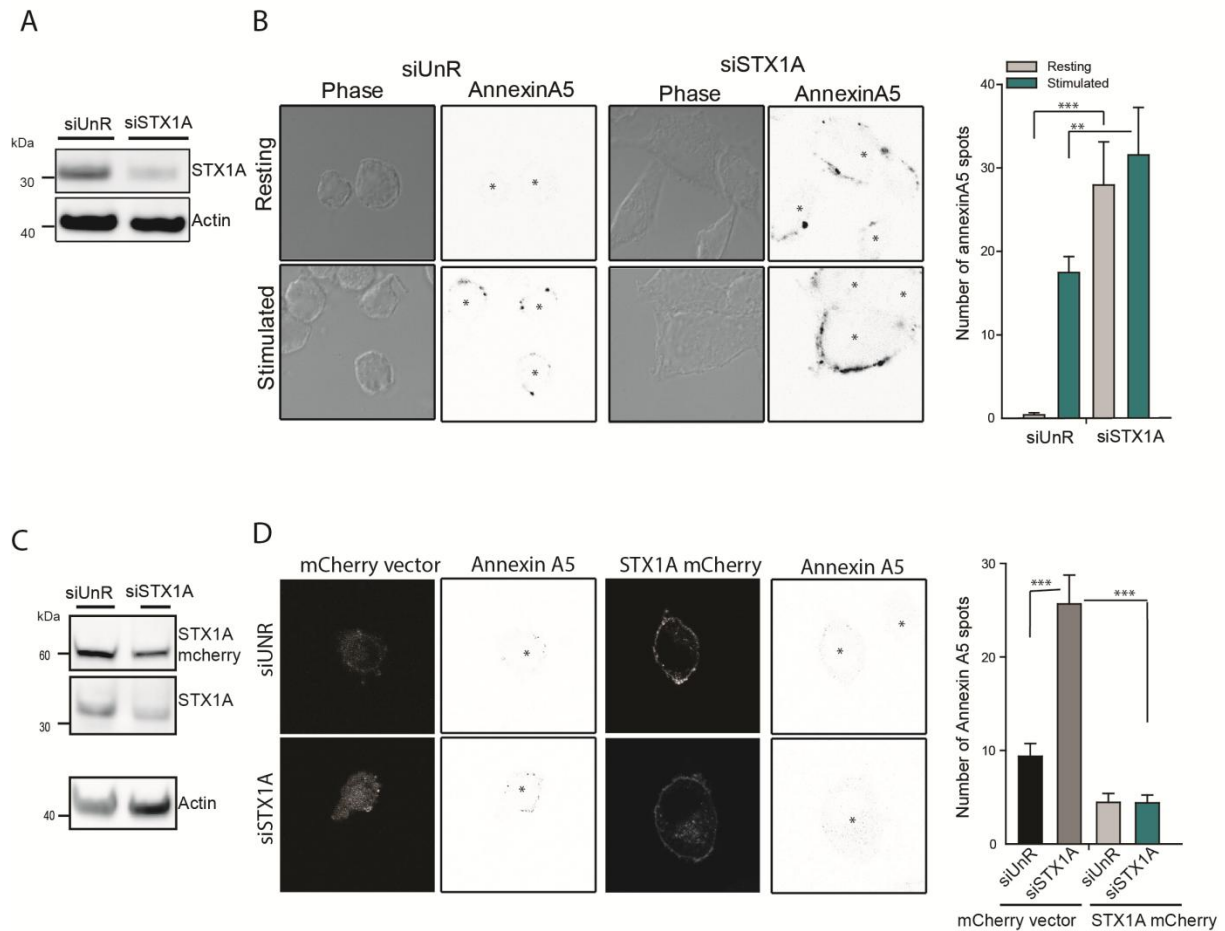 A
siUnR siSTX1A
kDa
30
STX1A
40
Actin
B
siUnR siSTX1A
Phase AnnexinA5 Phase AnnexinA5
Resting
Stimulated
* *
* * *
* * *
* * *
Resting
Stimulated
Number of annexinA5 spots
40
30
20
10
0
***
**
siUnR siSTX1A
C
siUnR siSTX1A
kDa
60
STX1A
mcherry
STX1A
30
40
Actin
D
mCherry vector Annexin A5 STX1A mCherry Annexin A5
siUNR
siSTX1A
* * *
* *
Number of Annexin A5 spots
30
20
10
0
***
***
siUnR siSTX1A siUnR siSTX1A
mCherry vector STX1A mCherry